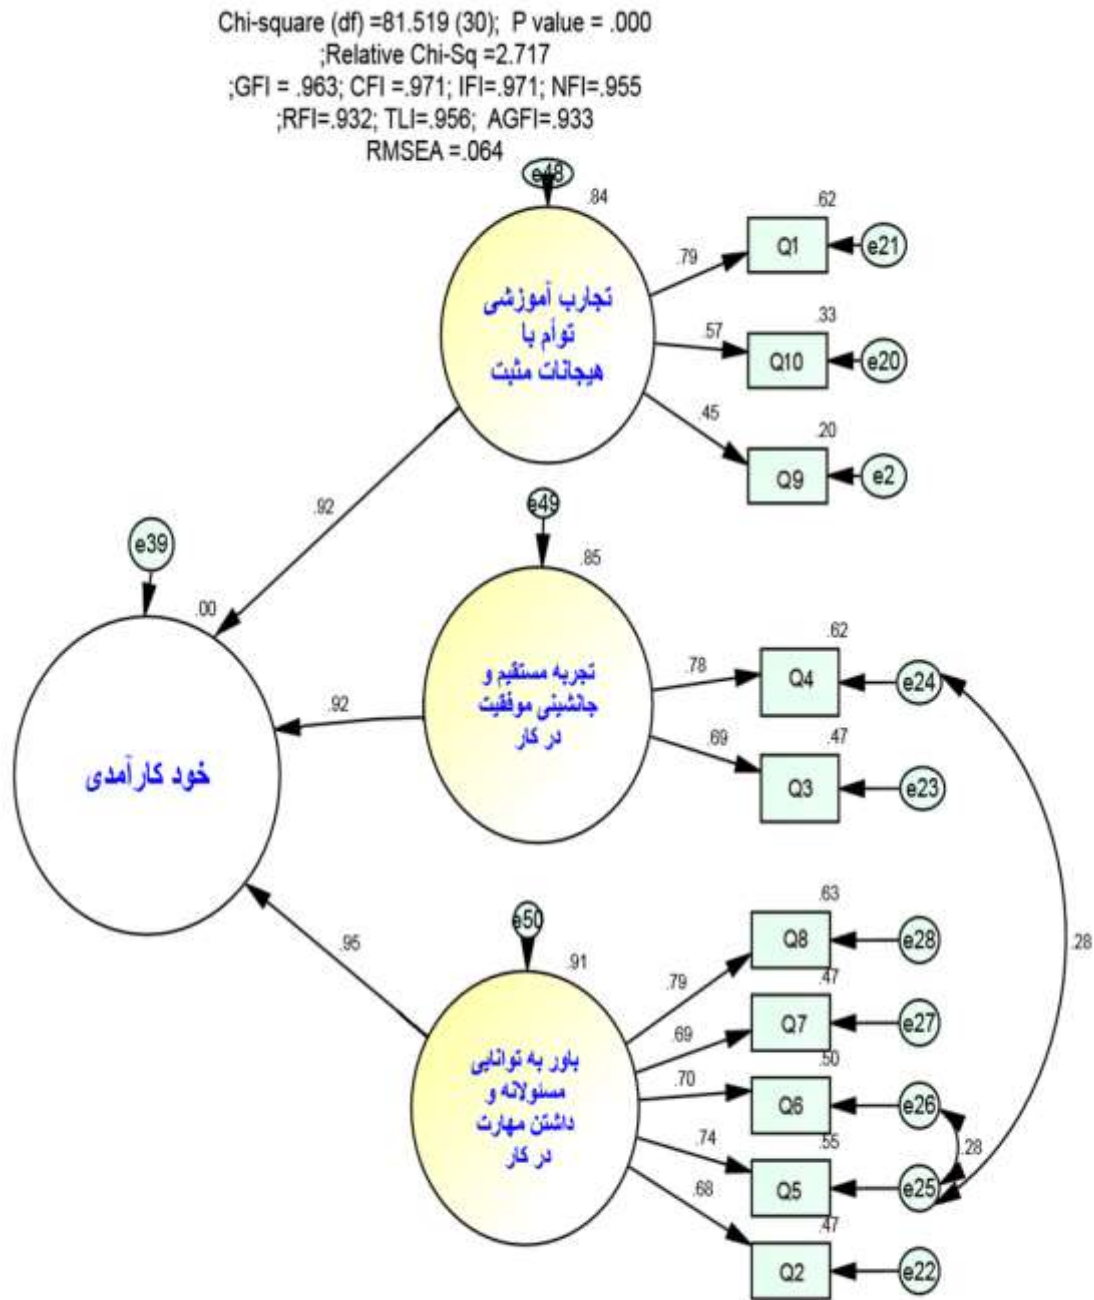 Chi-square (df) =81.519 (30); P value = .000
;Relative Chi-Sq =2.717
;GFI = .963; CFI =.971; IFI=.971; NFI=.955
;RFI=.932; TLI=.956; AGFI=.933
RMSEA =.064
e48
.84
تجارب آموزشی
توأم با
هیجانات مثبت
.79
.62
Q1
e21
.57
.33
Q10
e20
.45
.20
Q9
e2
.92
e39
.00
خود کارآمدی
e49
.85
تجربه مستقیم و
جانشینی موفقیت
در کار
.92
.78
.62
Q4
e24
.69
.47
Q3
e23
.28
e50
.91
باور به توانایی
مسئولانه و
داشتن مهارت
در کار
.95
.79
.63
Q8
e28
.69
.47
Q7
e27
.70
.50
Q6
e26
.28
.74
.55
Q5
e25
.68
.47
Q2
e22